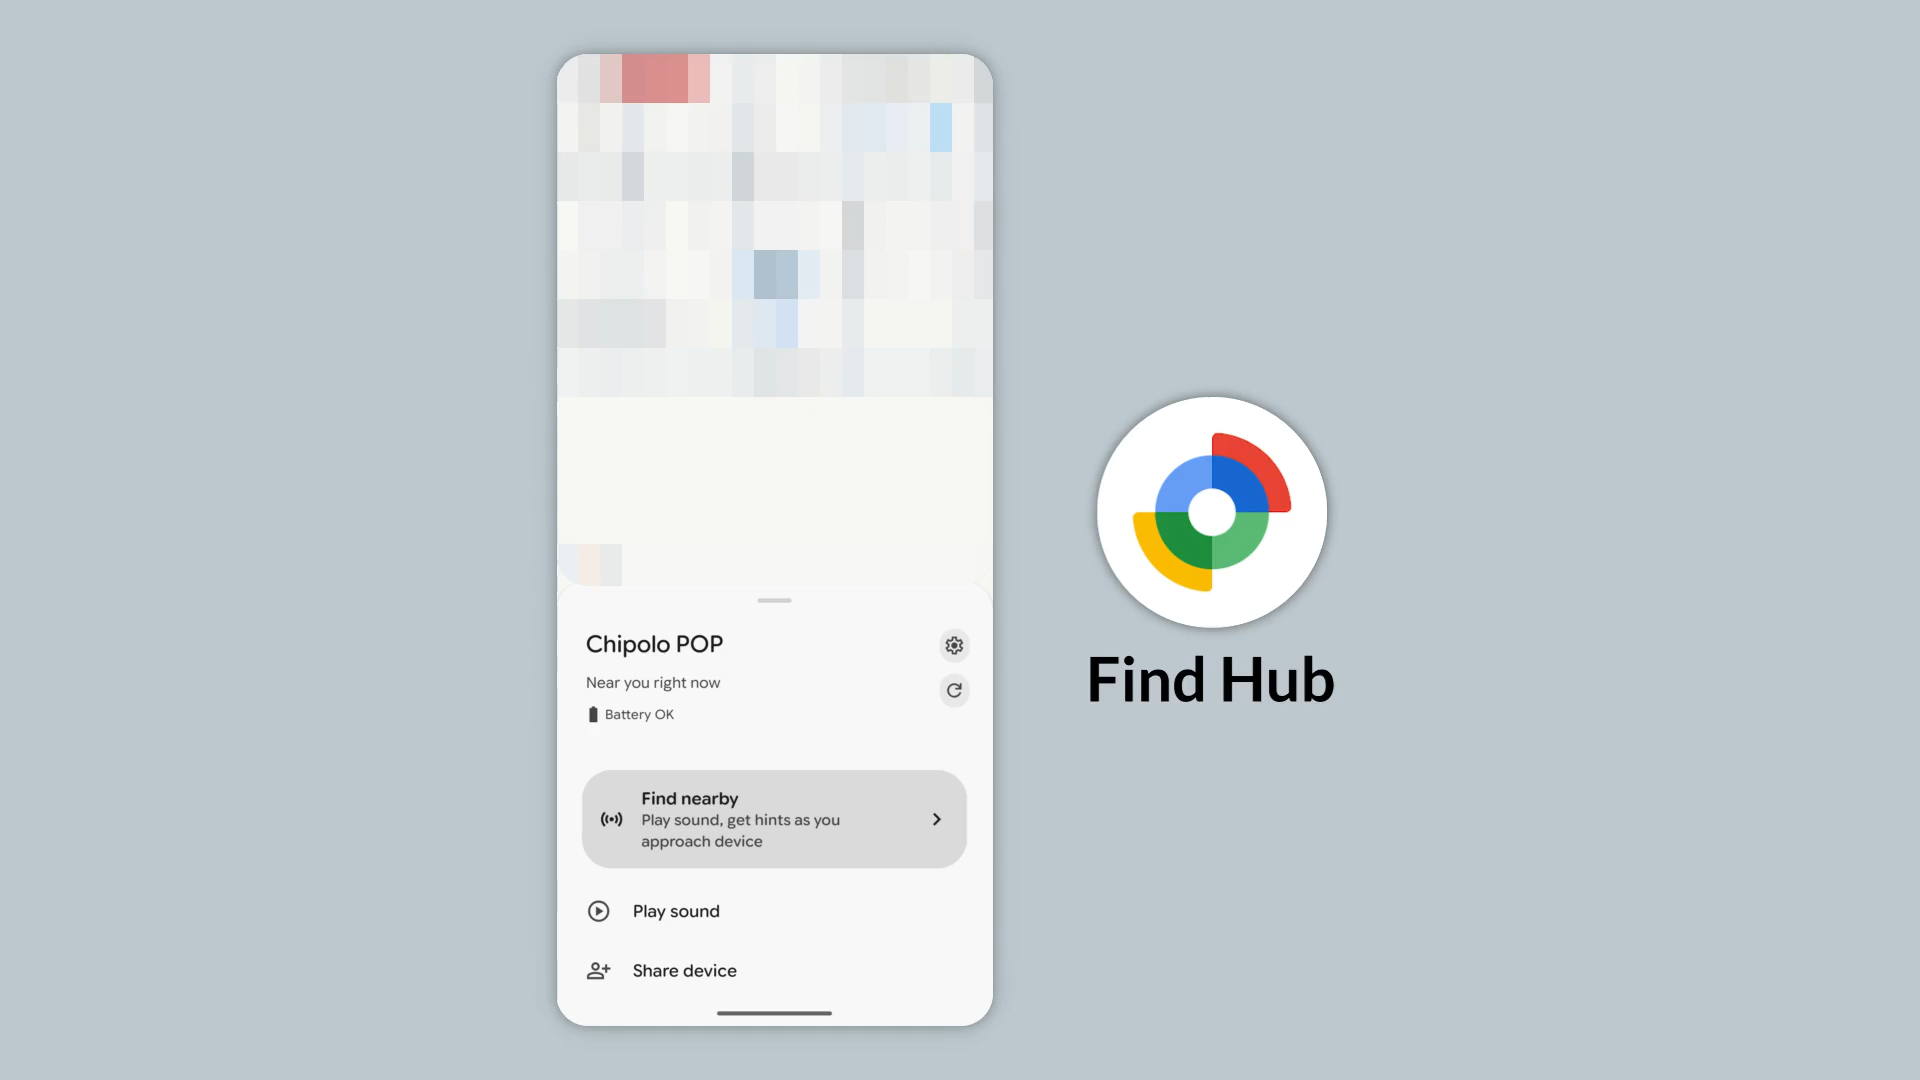 Chipolo POP
Near you right now
Battery OK
Find nearby
Play sound, get hints as you
approach device
Play sound
Share device
Find Hub